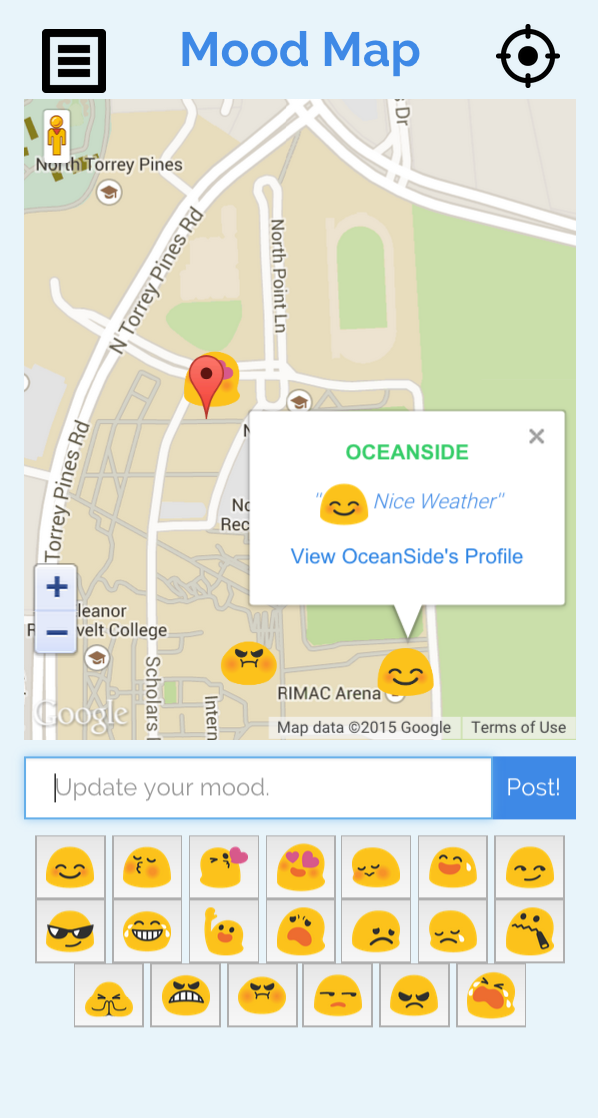 Mood Map
Dr
North Torrey Pines
N Torrey Pines Rd
North Point Ln
OCEANSIDE
×
" Nice Weather"
View OceanSide's Profile
N
No
Rec
Torrey Pines Rd
+
−
leanor
R velt College
RIMAC Arena
Scholars
Intern
Google
Map data ©2015 Google
Terms of Use
Update your mood.
Post!